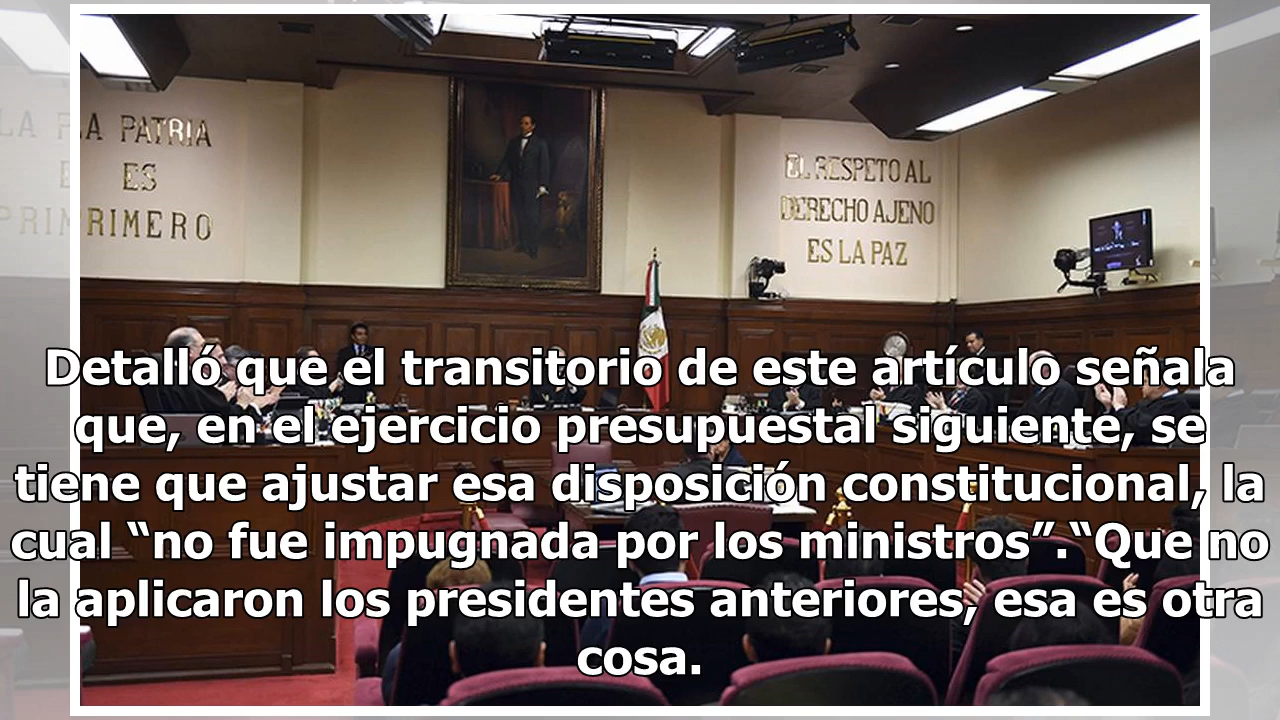 LA PATRIA
ES
PRIMERO
EL RESPETO AL
DERECHO AJENO
ES LA PAZ
Detalló que el transitorio de este artículo señala
que, en el ejercicio presupuestal siguiente, se
tiene que ajustar esa disposición constitucional, la
cual “no fue impugnada por los ministros”.“Que no
la aplicaron los presidentes anteriores, esa es otra
cosa.